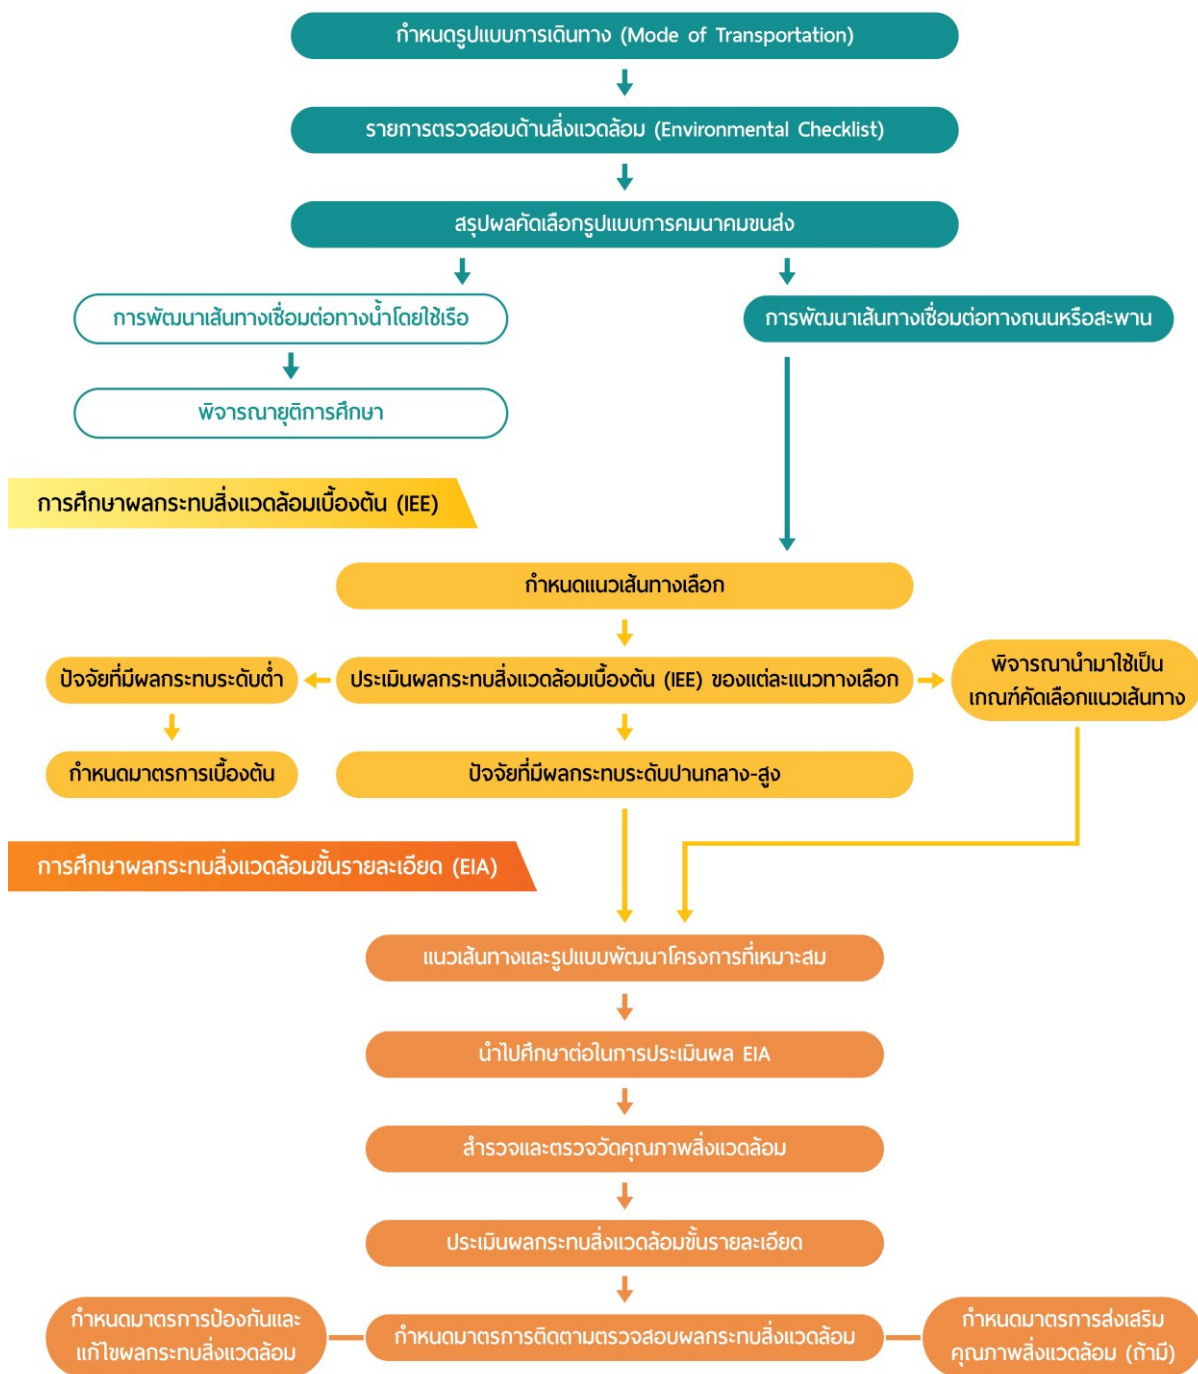 กำหนดรูปแบบการเดินทาง (Mode of Transportation)
รายการตรวจสอบด้านสิ่งแวดล้อม (Environmental Checklist)
สรุปผลคัดเลือกรูปแบบการคมนาคมขนส่ง
การพัฒนาเส้นทางเชื่อมต่อทางน้ำโดยใช้เรือ
การพัฒนาเส้นทางเชื่อมต่อทางถนนหรือสะพาน
พิจารณายุติการศึกษา
การศึกษาผลกระทบสิ่งแวดล้อมเบื้องต้น (IEE)
กำหนดแนวเส้นทางเลือก
ปัจจัยที่มีผลกระทบระดับต่ำ
ประเมินผลกระทบสิ่งแวดล้อมเบื้องต้น (IEE) ของแต่ละแนวทางเลือก
พิจารณานำมาใช้เป็น
เกณฑ์คัดเลือกแนวเส้นทาง
กำหนดมาตรการเบื้องต้น
ปัจจัยที่มีผลกระทบระดับปานกลาง-สูง
การศึกษาผลกระทบสิ่งแวดล้อมขั้นรายละเอียด (EIA)
แนวเส้นทางและรูปแบบพัฒนาโครงการที่เหมาะสม
นำไปศึกษาต่อในการประเมินผล EIA
สำรวจและตรวจวัดคุณภาพสิ่งแวดล้อม
ประเมินผลกระทบสิ่งแวดล้อมขั้นรายละเอียด
กำหนดมาตรการป้องกันและ
แก้ไขผลกระทบสิ่งแวดล้อม
กำหนดมาตรการติดตามตรวจสอบผลกระทบสิ่งแวดล้อม
กำหนดมาตรการส่งเสริม
คุณภาพสิ่งแวดล้อม (ถ้ามี)